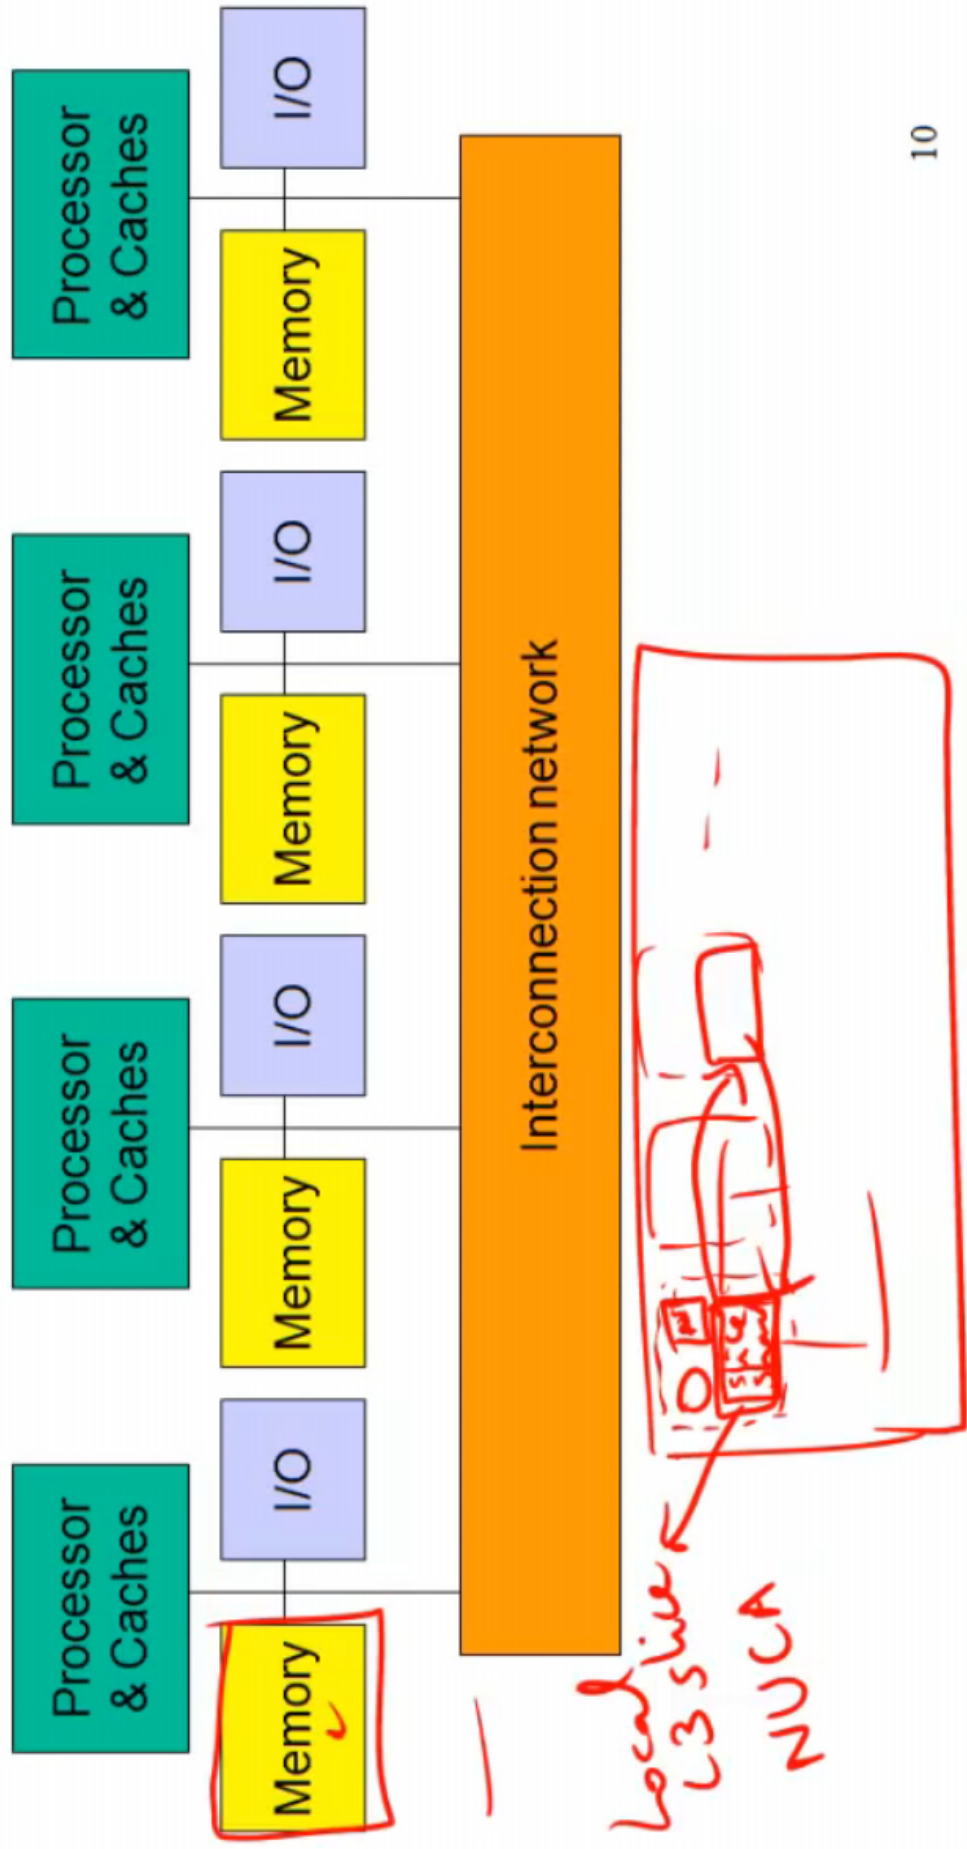 Processor
& Caches
Processor
& Caches
Processor
& Caches
Processor
& Caches
Memory
I/O
Memory
I/O
Memory
I/O
Memory
I/O
Interconnection network
Local
L3 slice
NUCA
slice
10